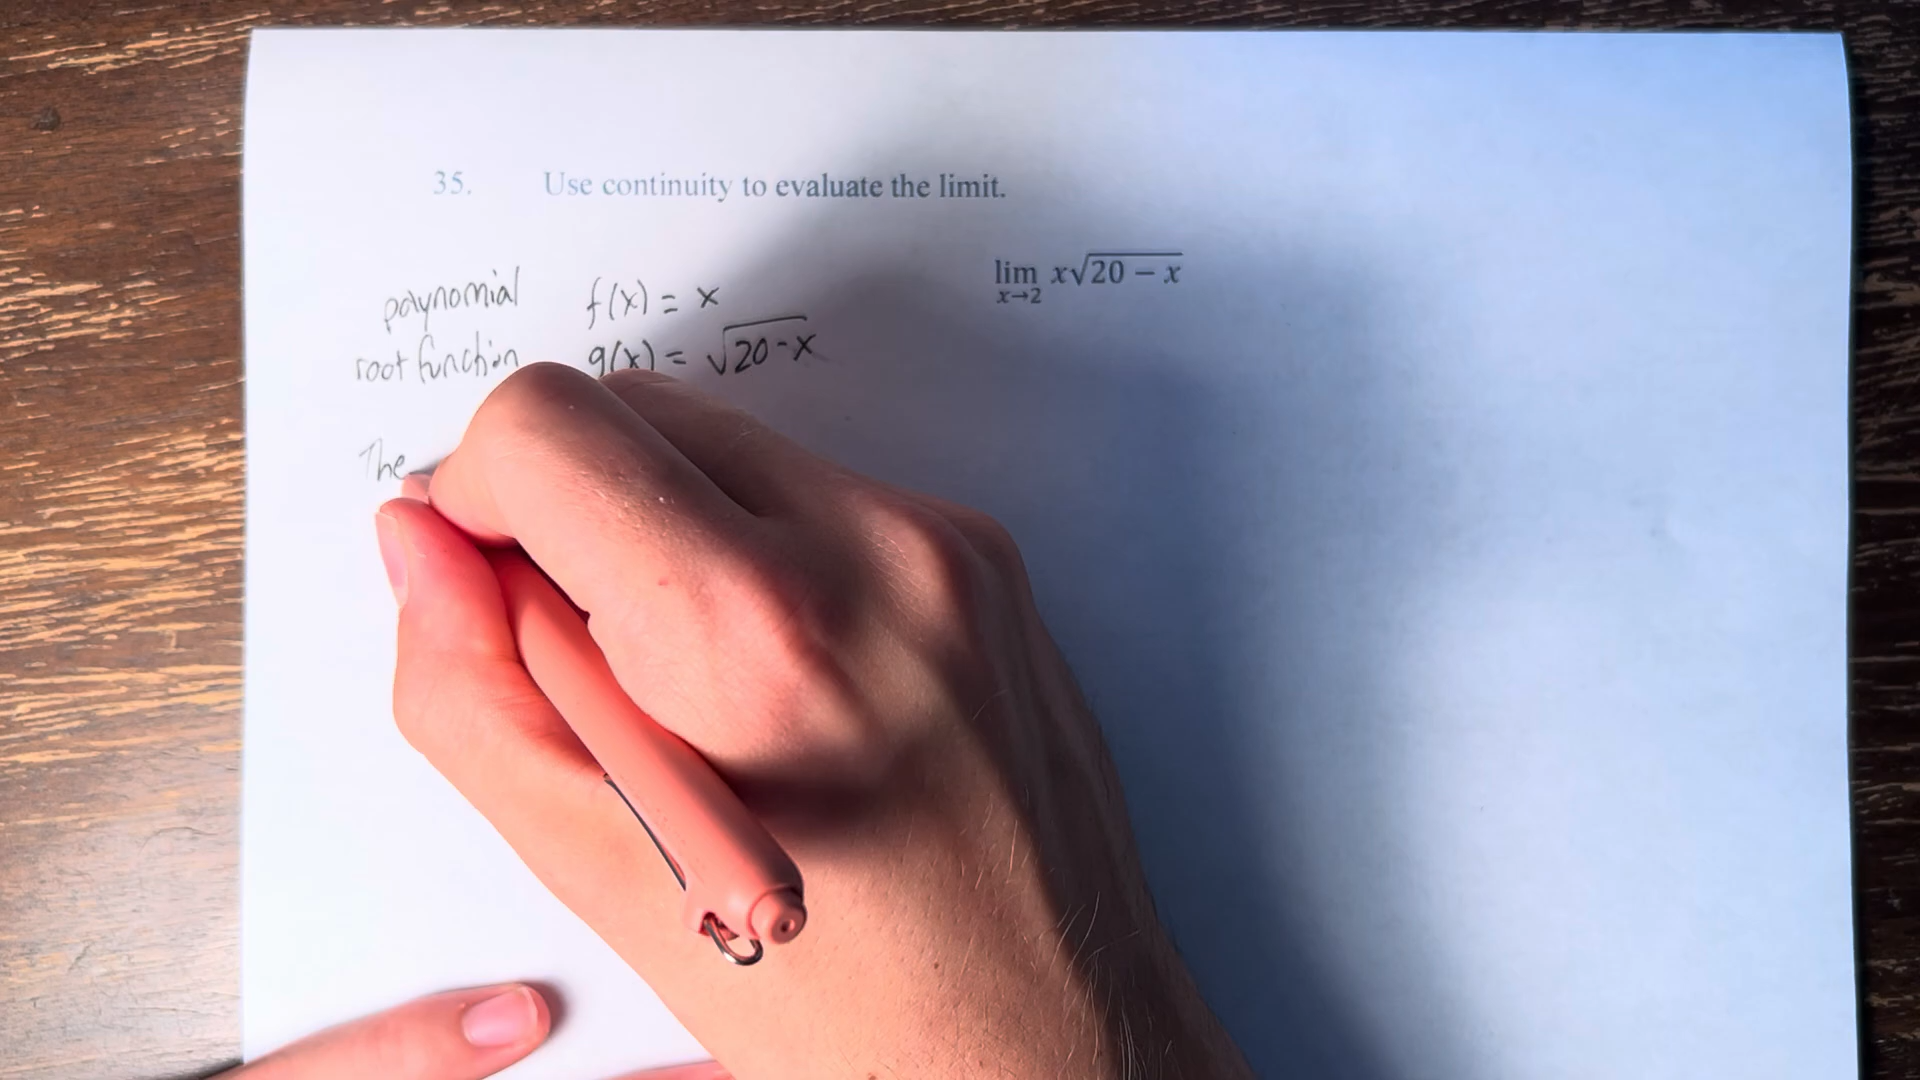 35. Use continuity to evaluate the limit.
lim x→2 x√20 − x
polynomial f(x) = x
root function g(x) = √20-x
The